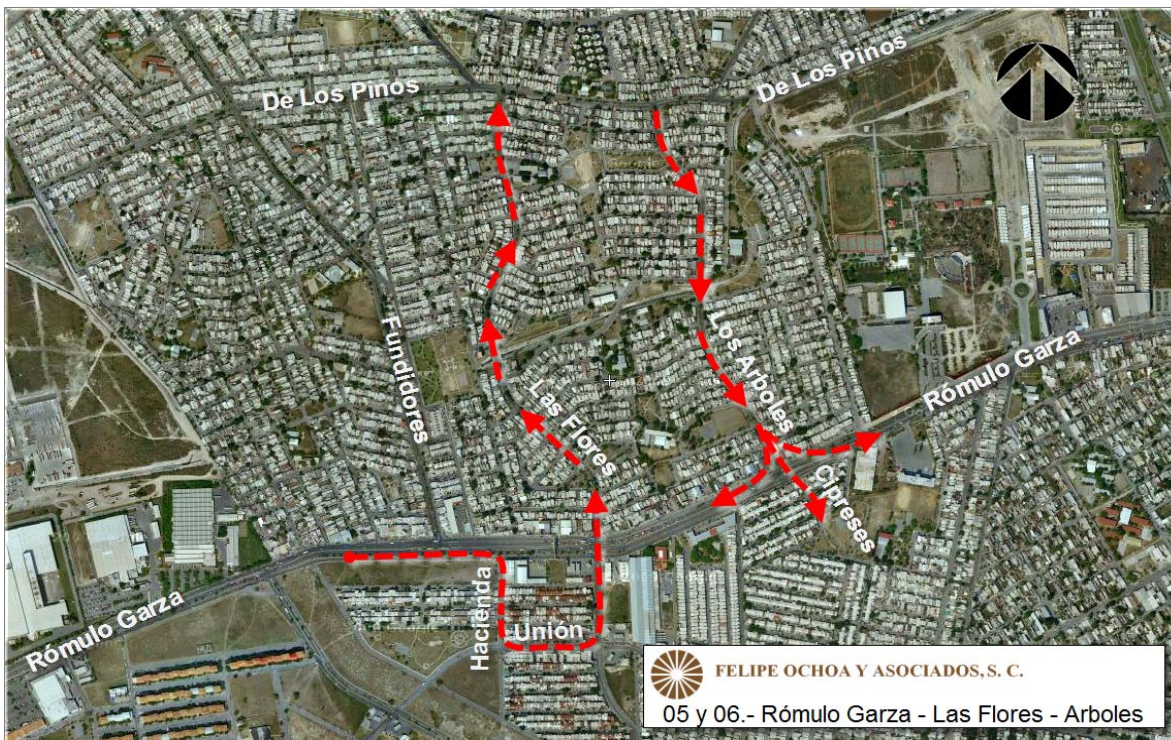 De Los Pinos
De Los Pinos
Fundidores
Las Flores
Los Arboles
Rómulo Garza
Cipreses
Rómulo Garza
Hacienda
Unión
FELIPE OCHOA Y ASOCIADOS, S. C.
05 y 06.- Rómulo Garza - Las Flores - Arboles